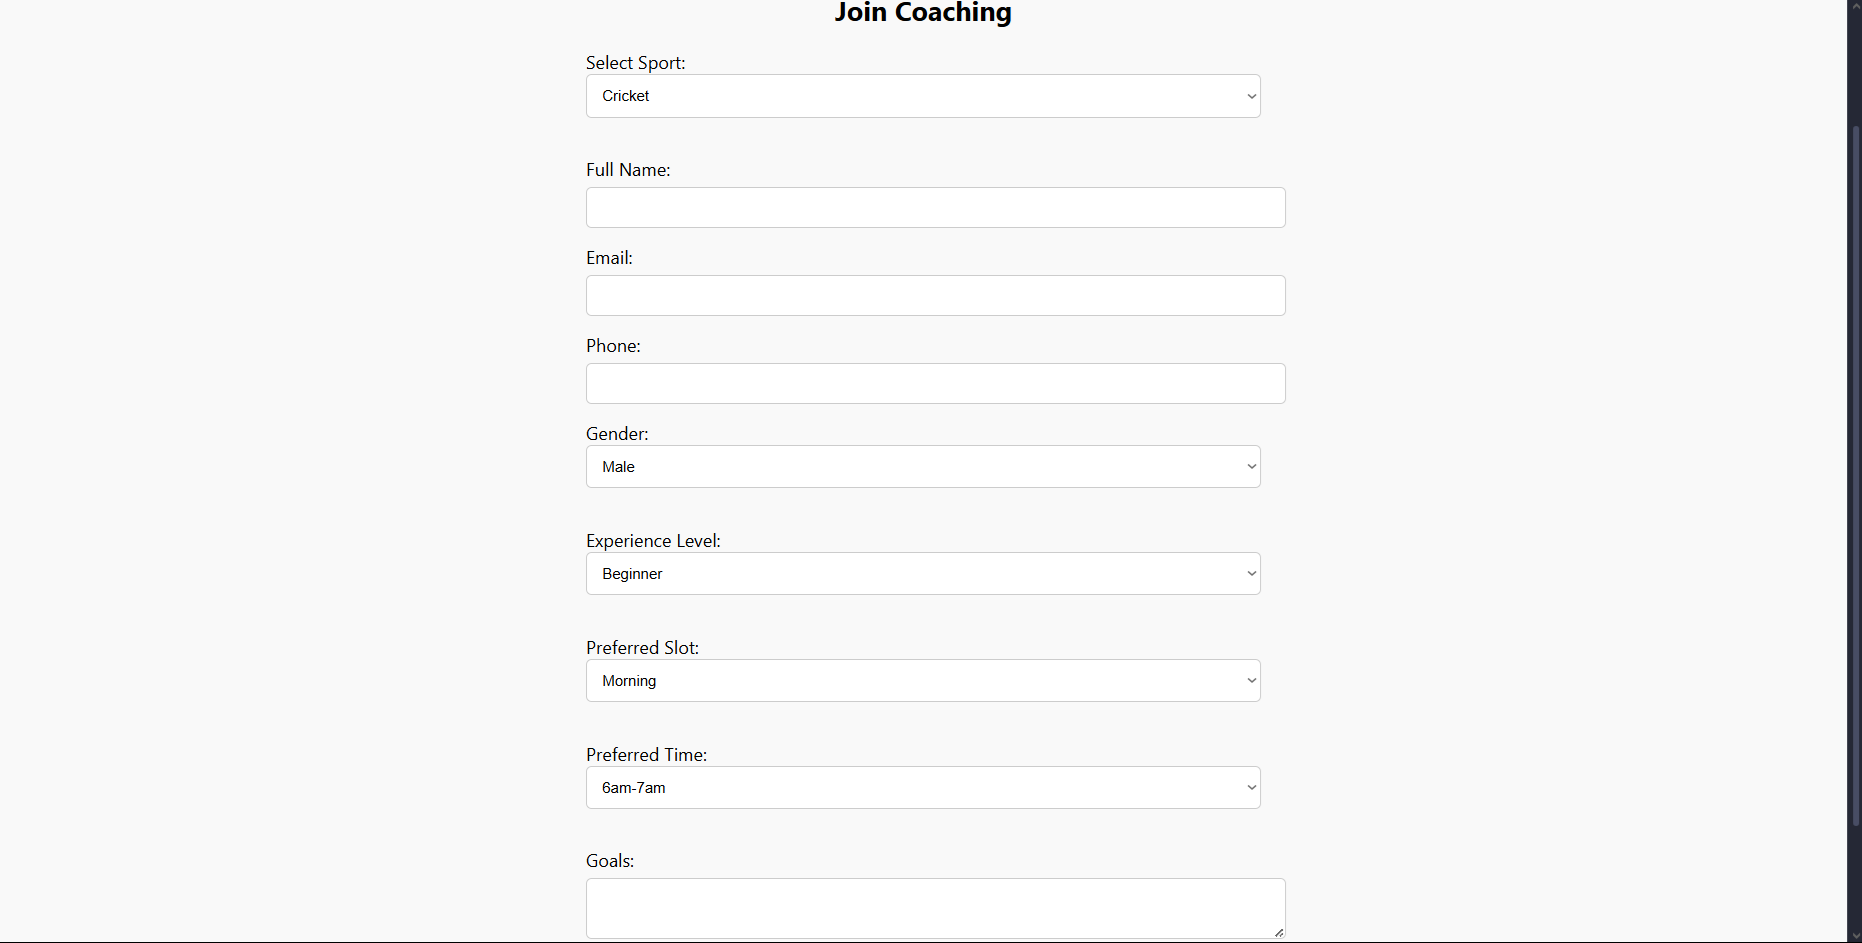 Join Coaching
Select Sport:
Cricket
Full Name:
Email:
Phone:
Gender:
Male
Experience Level:
Beginner
Preferred Slot:
Morning
Preferred Time:
6am-7am
Goals: